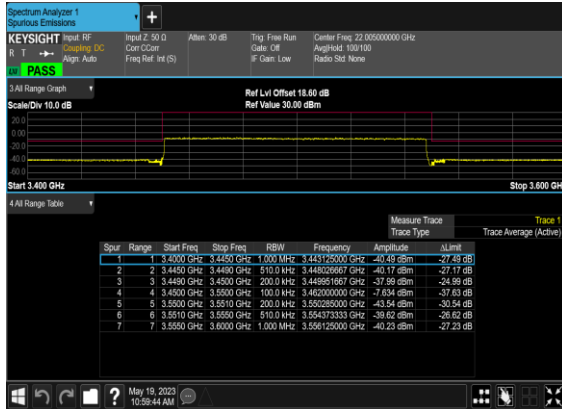 Spectrum Analyzer 1
Spurious Emissions
KEYSIGHT
R T
Input: RF
Coupling: DC
Align: Auto
Input Z: 50 Ω
Corr CCorr
Freq Ref: Int (S)
Atten: 30 dB
Trig: Free Run
Gate: Off
IF Gain: Low
Center Freq: 22.005000000 GHz
Avg|Hold: 100/100
Radio Std: None
PASS
3 All Range Graph
Scale/Div 10.0 dB
Ref Lvl Offset 18.60 dB
Ref Value 30.00 dBm
20.0
0.00
-20.0
-40.0
-60.0
Start 3.400 GHz
Stop 3.600 GH
4 All Range Table
Measure Trace Trace 1
Trace Type Trace Average (Active)
Spur Range Start Freq Stop Freq RBW Frequency Amplitude ΔLimit
1 1 3.4000 GHz 3.4450 GHz 1.000 MHz 3.443125000 GHz -40.49 dBm -27.49 dB
2 2 3.4450 GHz 3.4490 GHz 510.0 kHz 3.448026667 GHz -40.17 dBm -27.17 dB
3 3 3.4490 GHz 3.4500 GHz 200.0 kHz 3.449951667 GHz -37.99 dBm -24.99 dB
4 4 3.4500 GHz 3.5500 GHz 100.0 kHz 3.462000000 GHz -7.634 dBm -37.63 dB
5 5 3.5500 GHz 3.5510 GHz 200.0 kHz 3.550285000 GHz -43.54 dBm -30.54 dB
6 6 3.5510 GHz 3.5550 GHz 510.0 kHz 3.554373333 GHz -39.62 dBm -26.62 dB
7 7 3.5550 GHz 3.6000 GHz 1.000 MHz 3.556125000 GHz -40.23 dBm -27.23 dB
?
May 19, 2023
10:59:44 AM